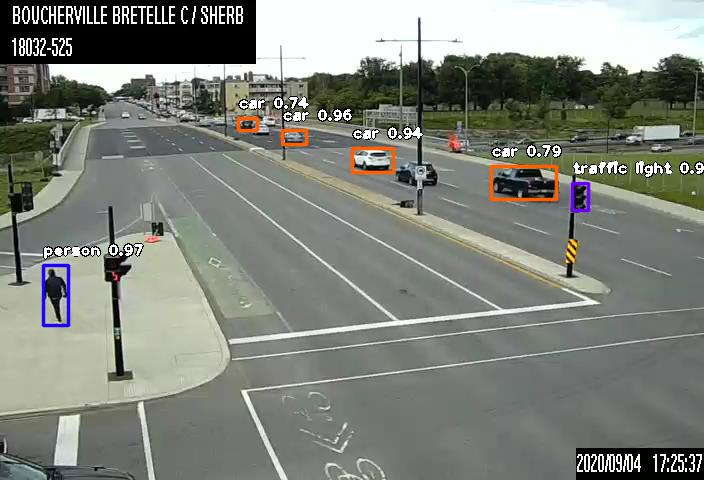 BOUCHERVILLE BRETELLE C / SHERB
18032-525
car 0.74
car 0.96
car 0.94
car 0.79
traffic light 0.9
person 0.97
2020/09/04 17:25:37